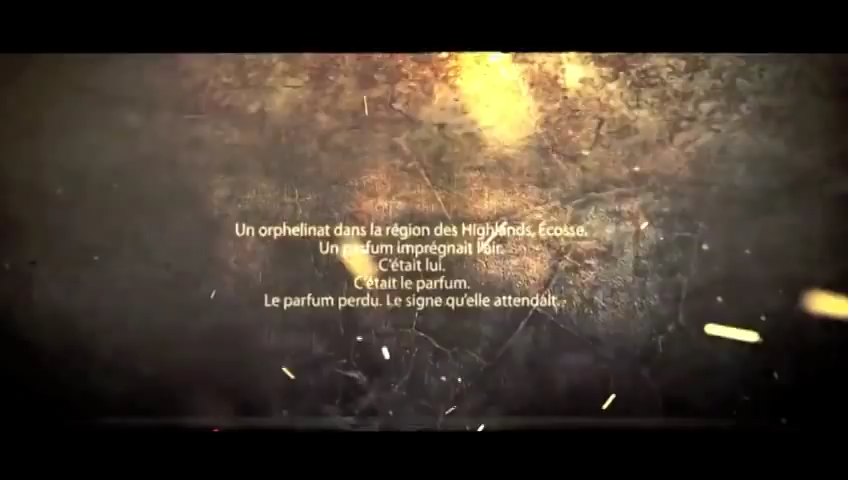 Un orphelinat dans la région des Highlands, Écosse.
Un parfum imprégnait l'air.
C'était lui.
C'était le parfum.
Le parfum perdu. Le signe qu'elle attendait.